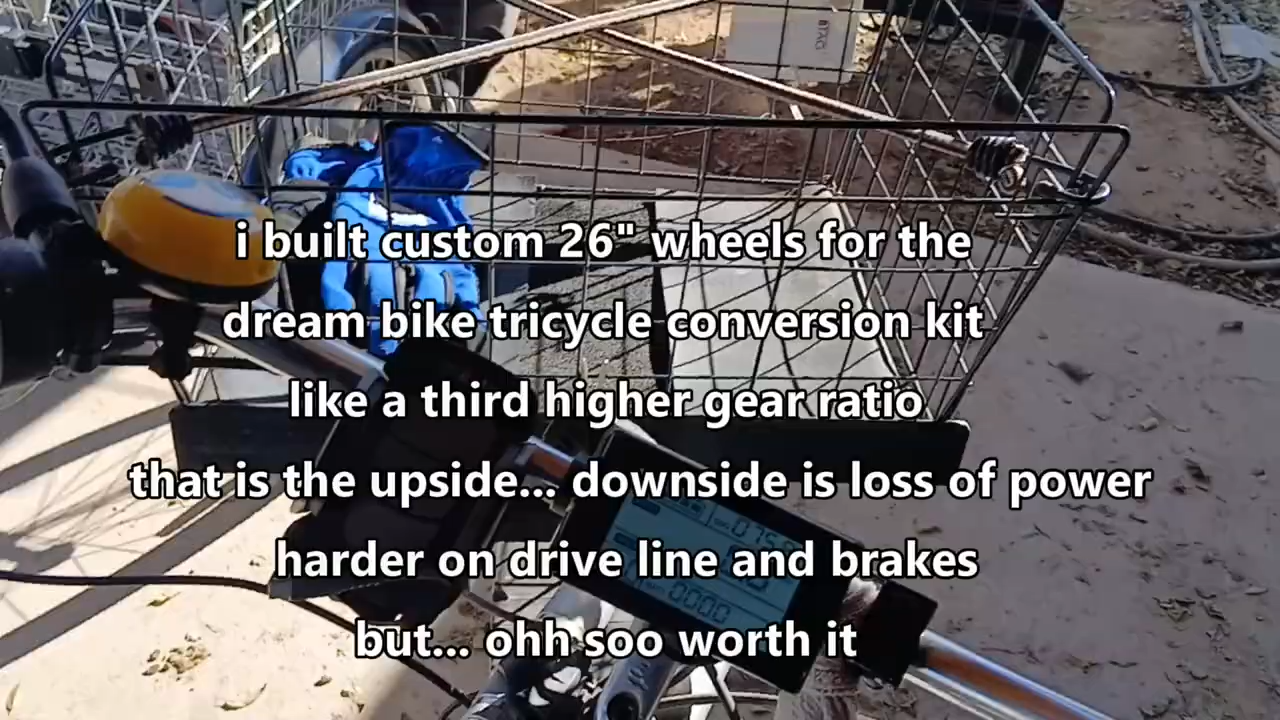 i built custom 26" wheels for the
dream bike tricycle conversion kit
like a third higher gear ratio
that is the upside... downside is loss of power
harder on drive line and brakes
but... ohh soo worth it
0000